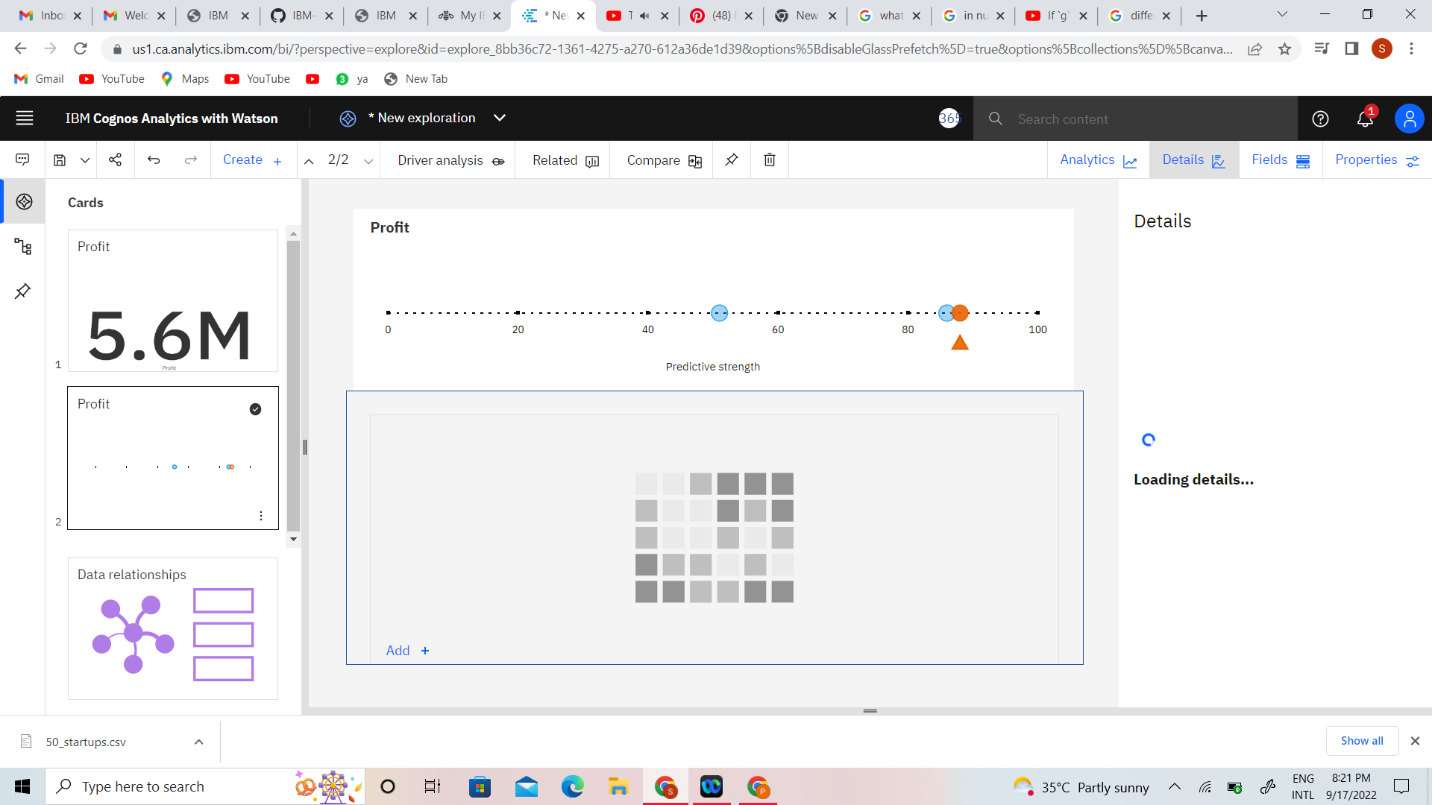 Inbo
Welc
IBM
IBM-
IBM
My I
* Ne
T
(48)
New
what
in nu
If 'g'
diffe
us1.ca.analytics.ibm.com/bi/?perspective=explore&id=explore_8bb36c72-1361-4275-a270-612a36de1d39&options%5BdisableGlassPrefetch%5D=true&options%5Bcollections%5D%5Bcanva...
S
Gmail
YouTube
Maps
YouTube
3 ya
New Tab
IBM Cognos Analytics with Watson
* New exploration
365
Search content
1
Create +
2/2
Driver analysis
Related
Compare
Analytics
Details
Fields
Properties
Cards
Profit
5.6M
Profit
1
Profit
2
Data relationships
Profit
0 20 40 60 80 100
Predictive strength
Add +
Details
Loading details...
50_startups.csv
Show all
Type here to search
S
P
35°C Partly sunny
ENG
INTL
8:21 PM
9/17/2022